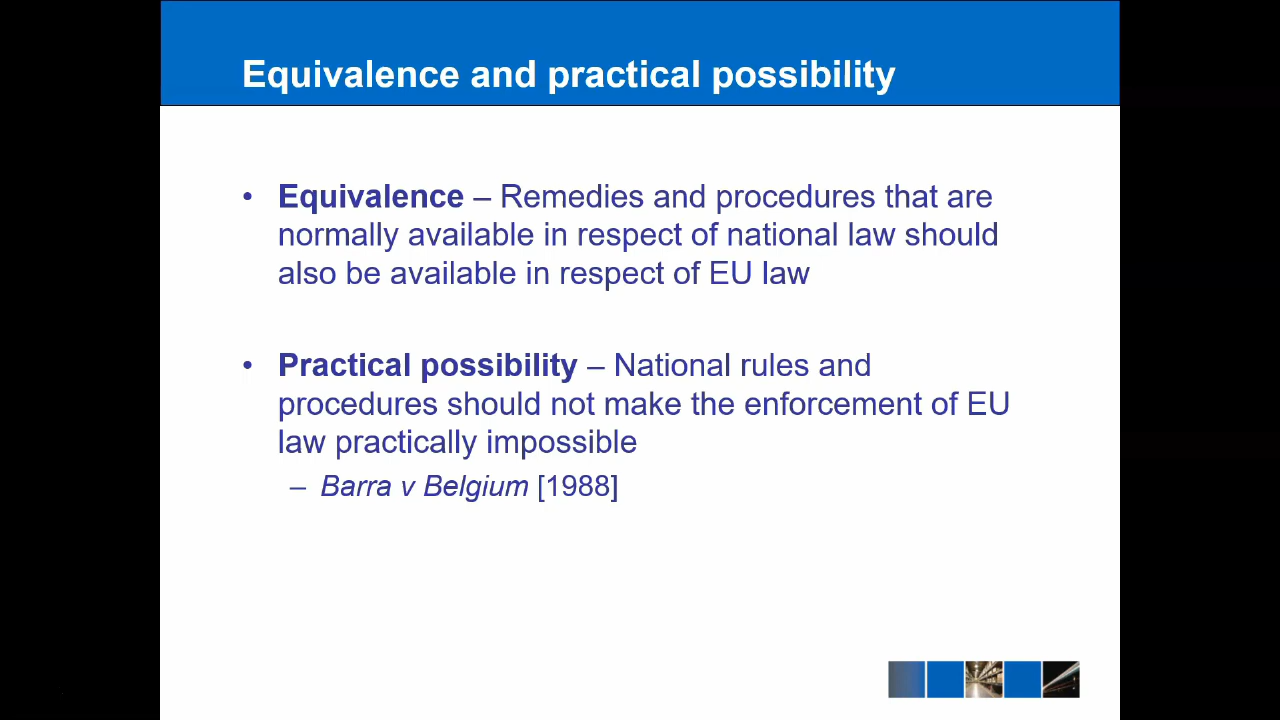 Equivalence and practical possibility
• Equivalence – Remedies and procedures that are
normally available in respect of national law should
also be available in respect of EU law
• Practical possibility – National rules and
procedures should not make the enforcement of EU
law practically impossible
– Barra v Belgium [1988]